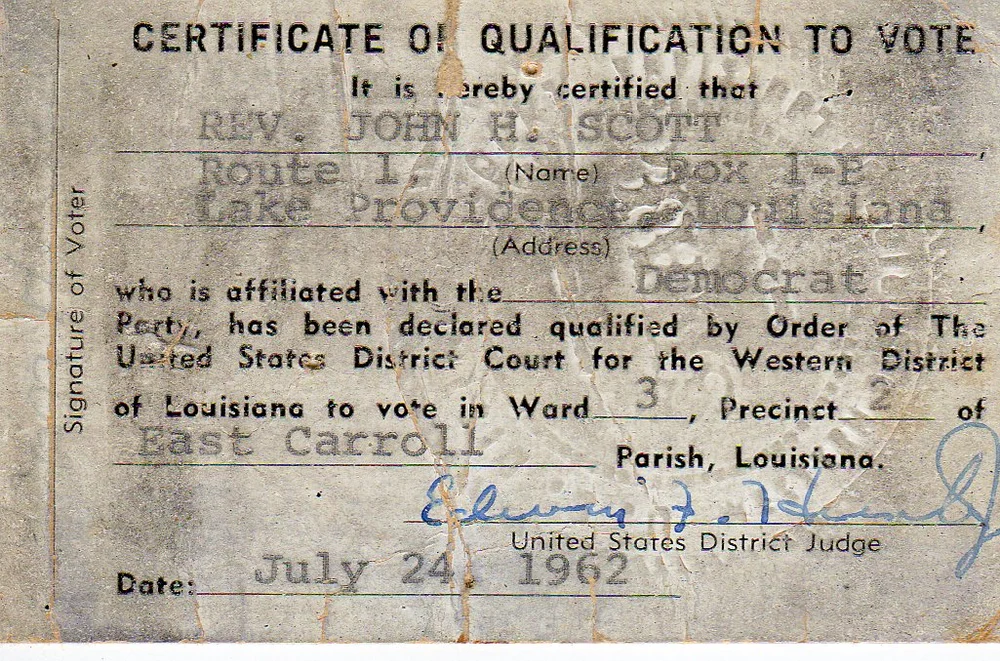 CERTIFICATE OF QUALIFICATION TO VOTE
It is hereby certified that
REV. JOHN H. SCOTT,
(Name)
Route 1. Box 1-P
Lake Providence, Louisiana,
(Address)
who is affiliated with the Democrat
Party, has been declared qualified by Order of The
United States District Court for the Western District
of Louisiana to vote in Ward 3, Precinct 2 of
East Carroll Parish, Louisiana.
Edwin F. Hunter
United States District Judge
Date: July 24, 1962
Signature of Voter